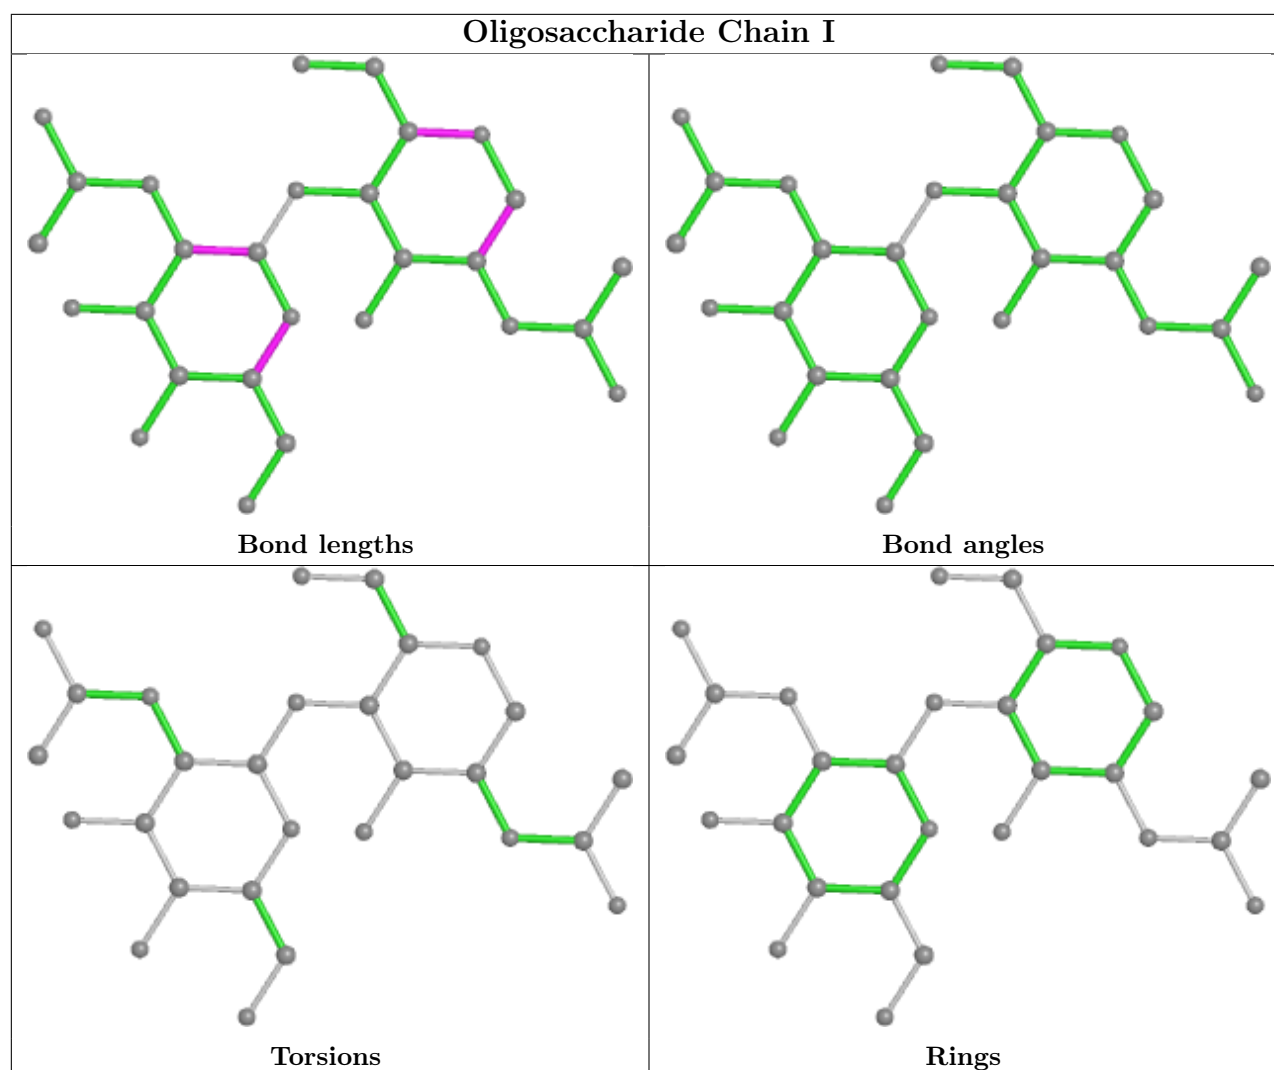 Oligosaccharide Chain I
Bond lengths
Bond angles
Torsions
Rings